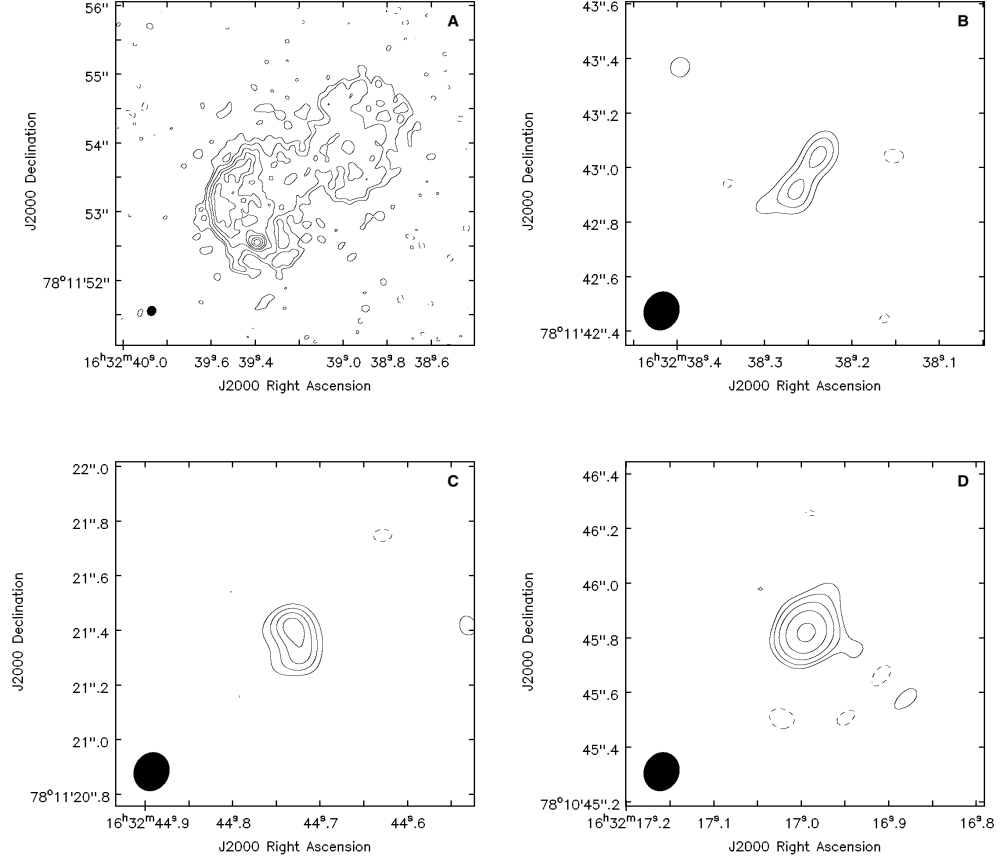 A
56"
55"
54"
53"
78°11'52"
J2000 Declination
16ʰ32ᵐ40ˢ.0 39ˢ.6 39ˢ.4 39ˢ.0 38ˢ.8 38ˢ.6
J2000 Right Ascension
B
43".6
43".4
43".2
43".0
42".8
42".6
78°11'42".4
J2000 Declination
16ʰ32ᵐ38ˢ.4 38ˢ.3 38ˢ.2 38ˢ.1
J2000 Right Ascension
C
22".0
21".8
21".6
21".4
21".2
21".0
78°11'20".8
J2000 Declination
16ʰ32ᵐ44ˢ.9 44ˢ.8 44ˢ.7 44ˢ.6
J2000 Right Ascension
D
46".4
46".2
46".0
45".8
45".6
45".4
78°10'45".2
J2000 Declination
16ʰ32ᵐ17ˢ.2 17ˢ.1 17ˢ.0 16ˢ.9 16ˢ.8
J2000 Right Ascension